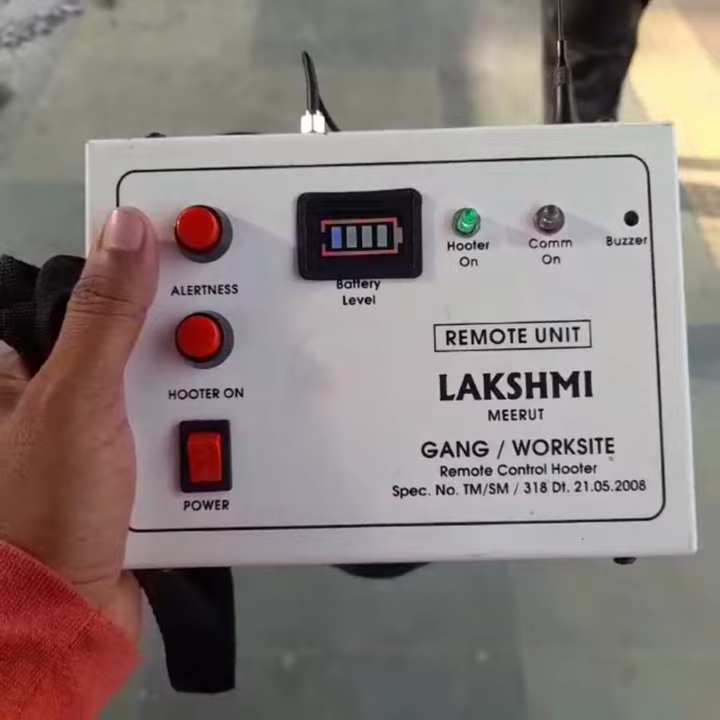 ALERTNESS
HOOTER ON
POWER
Battery
Level
Hooter
On
Comm
On
Buzzer
REMOTE UNIT
LAKSHMI
MEERUT
GANG / WORKSITE
Remote Control Hooter
Spec. No. TM/SM / 318 Dt. 21.05.2008